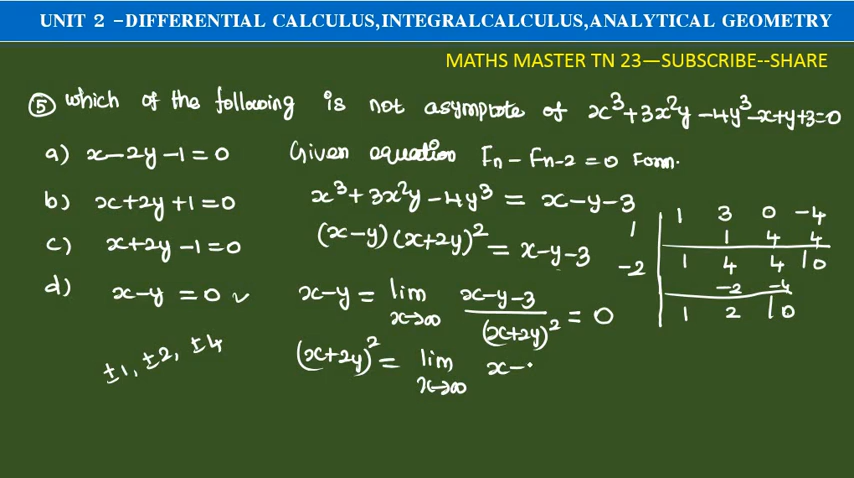 UNIT 2 –DIFFERENTIAL CALCULUS,INTEGRALCALCULUS,ANALYTICAL GEOMETRY
MATHS MASTER TN 23—SUBSCRIBE--SHARE
⑤ which of the following is not asymptote of x³+3x²y-4y³-x+y+3=0
a) x-2y-1=0 Given equation Fn-Fn-2=0 Form.
b) x+2y+1=0 x³+3x²y-4y³ = x-y-3
c) x+2y-1=0 (x-y)(x+2y)² = x-y-3
d) x-y=0 ✓ x-y = lim x→∞ x-y-3 / (x+2y)² = 0
±1, ±2, ±4 (x+2y)² = lim x→∞ x-
1 3 0 -4
1 1 4 4
-2 1 4 4 0
-2 -4
1 2 0